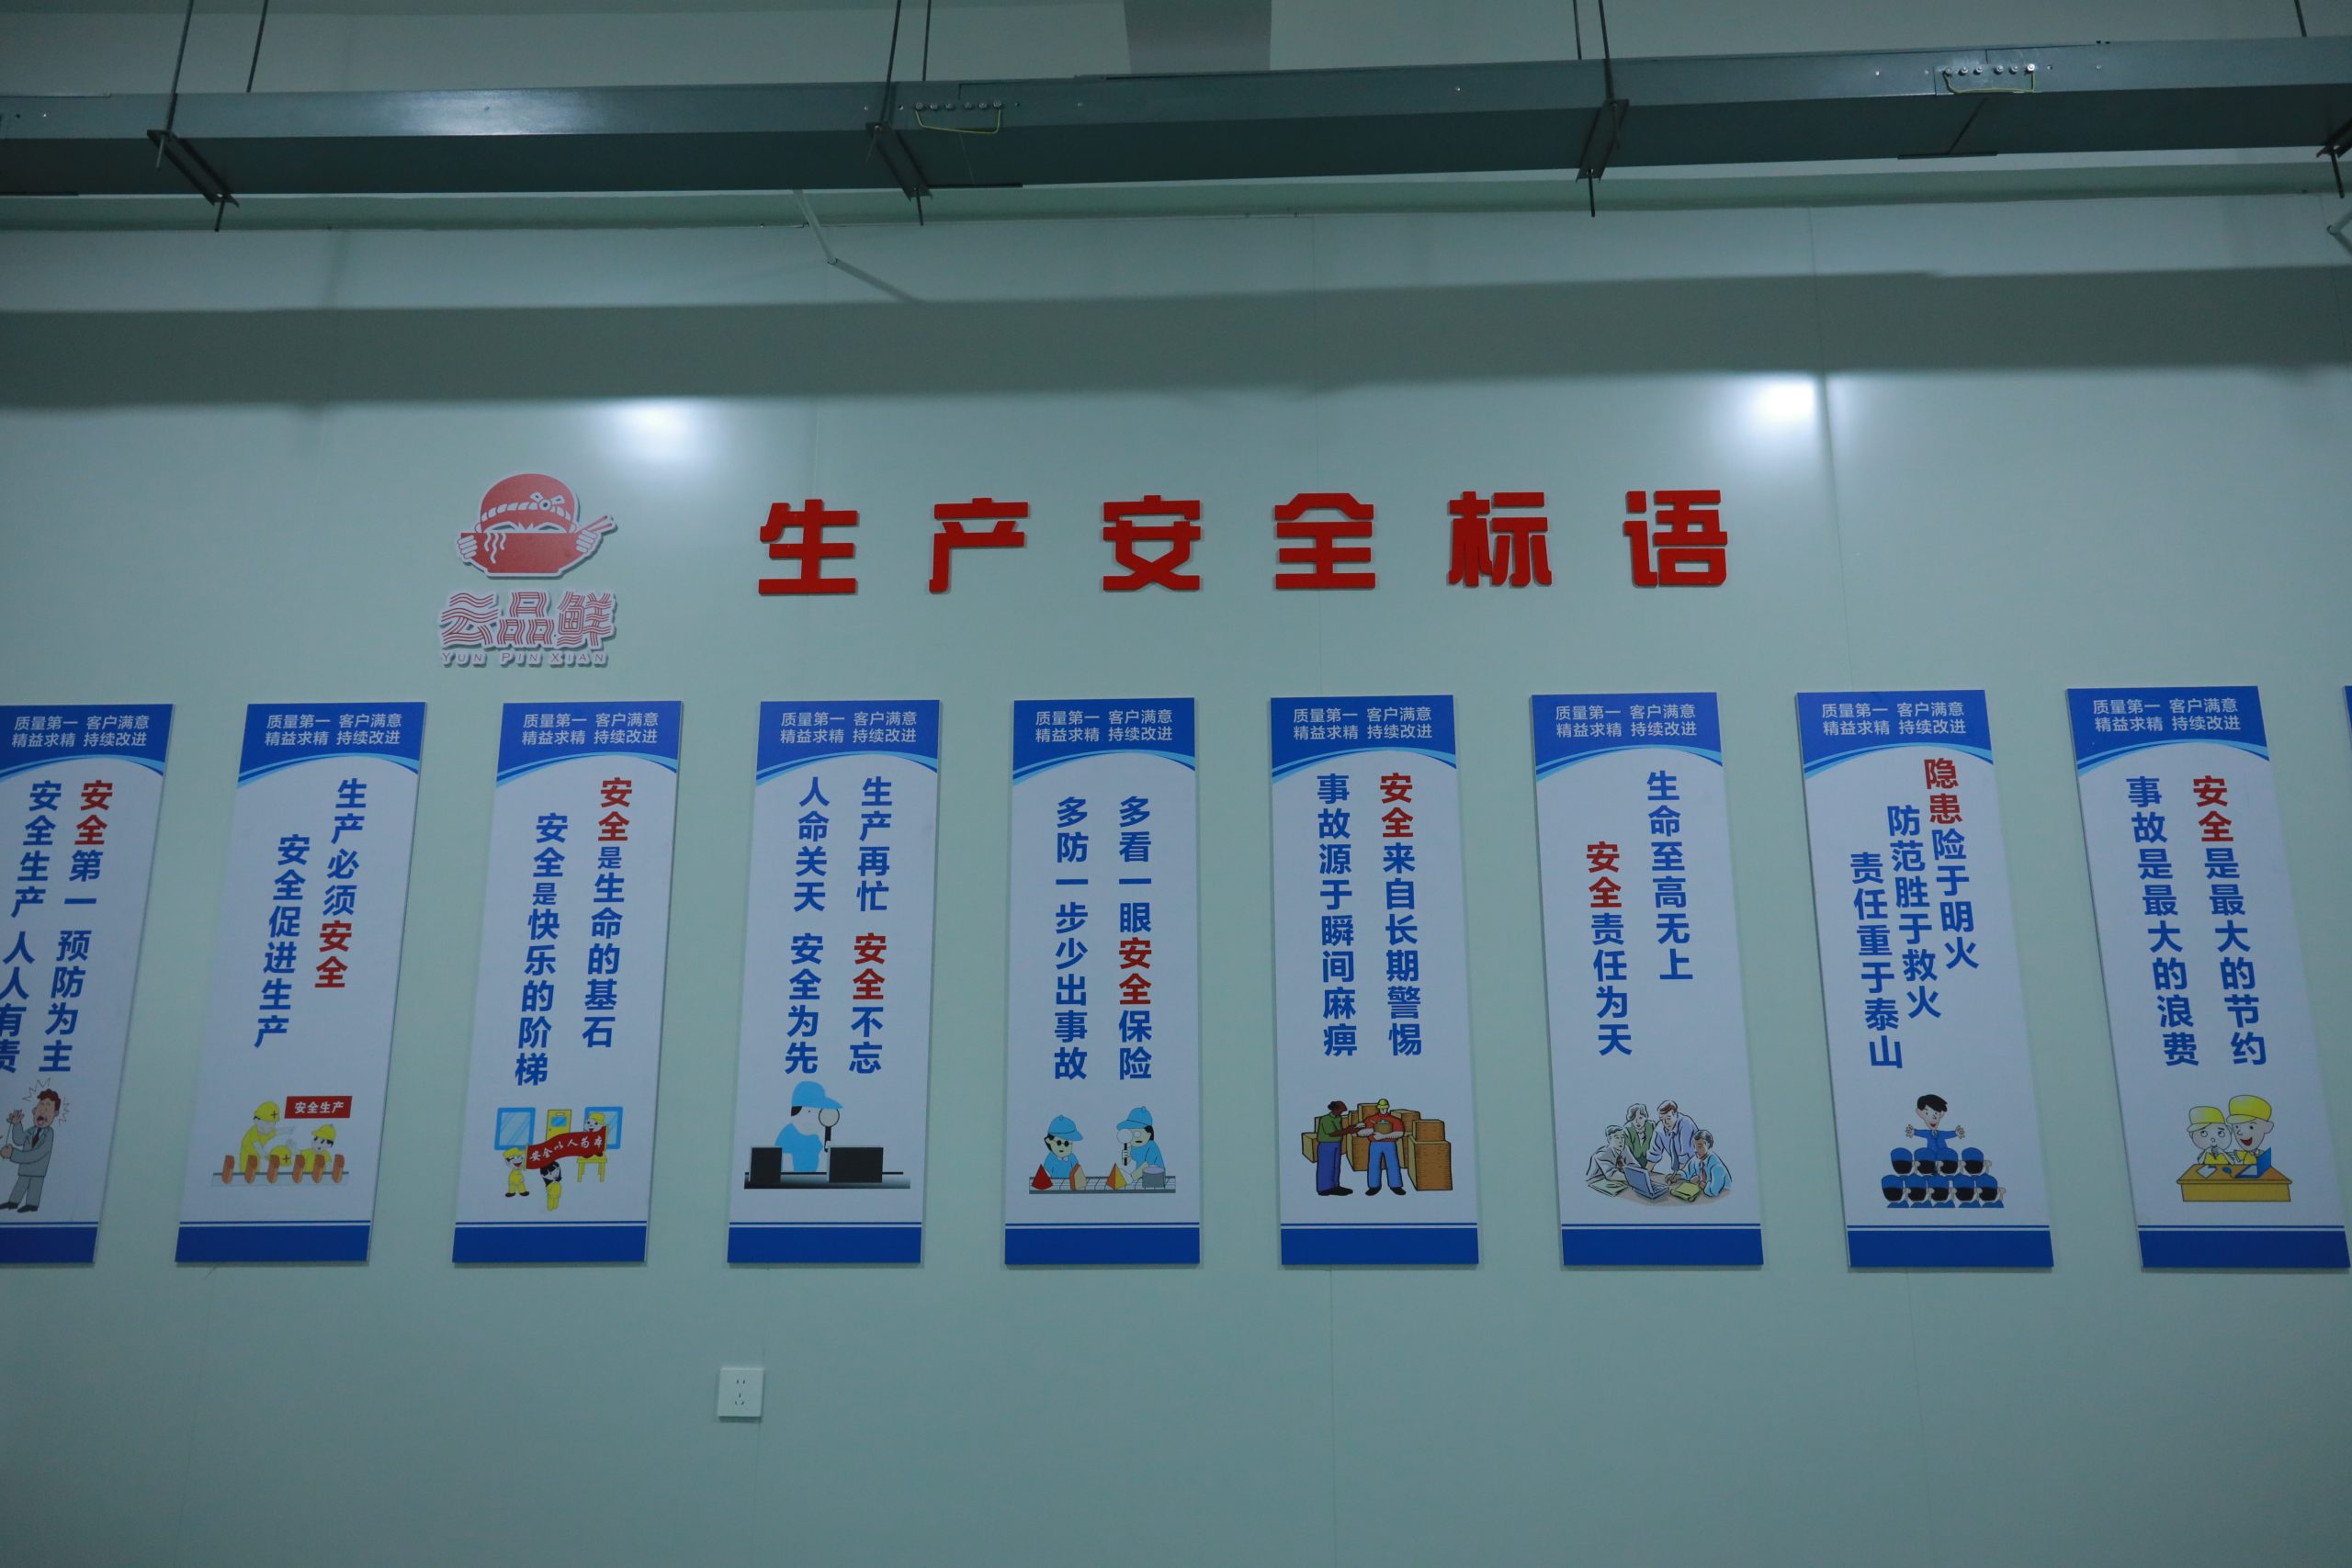 云品鲜
YUN PIN XIAN
生产安全标语
质量第一 客户满意
精益求精 持续改进
安全第一 预防为主
安全生产 人人有责
质量第一 客户满意
精益求精 持续改进
生产必须安全
安全促进生产
安全生产
质量第一 客户满意
精益求精 持续改进
安全是生命的基石
安全是快乐的阶梯
安全以人为本
质量第一 客户满意
精益求精 持续改进
生产再忙 安全不忘
人命关天 安全为先
质量第一 客户满意
精益求精 持续改进
多看一眼安全保险
多防一步少出事故
质量第一 客户满意
精益求精 持续改进
安全来自长期警惕
事故源于瞬间麻痹
质量第一 客户满意
精益求精 持续改进
生命至高无上
安全责任为天
质量第一 客户满意
精益求精 持续改进
隐患险于明火
防范胜于救火
责任重于泰山
质量第一 客户满意
精益求精 持续改进
安全是最大的节约
事故是最大的浪费